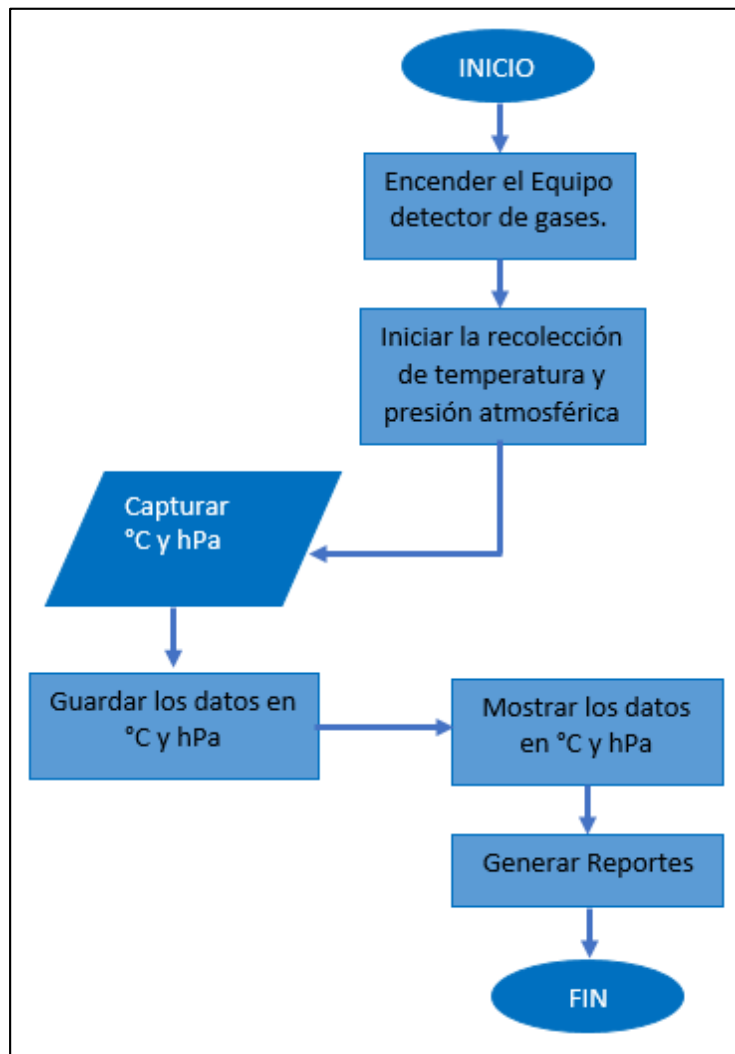 INICIO
Encender el Equipo
detector de gases.
Iniciar la recolección
de temperatura y
presión atmosférica
Capturar
°C y hPa
Guardar los datos en
°C y hPa
Mostrar los datos
en °C y hPa
Generar Reportes
FIN